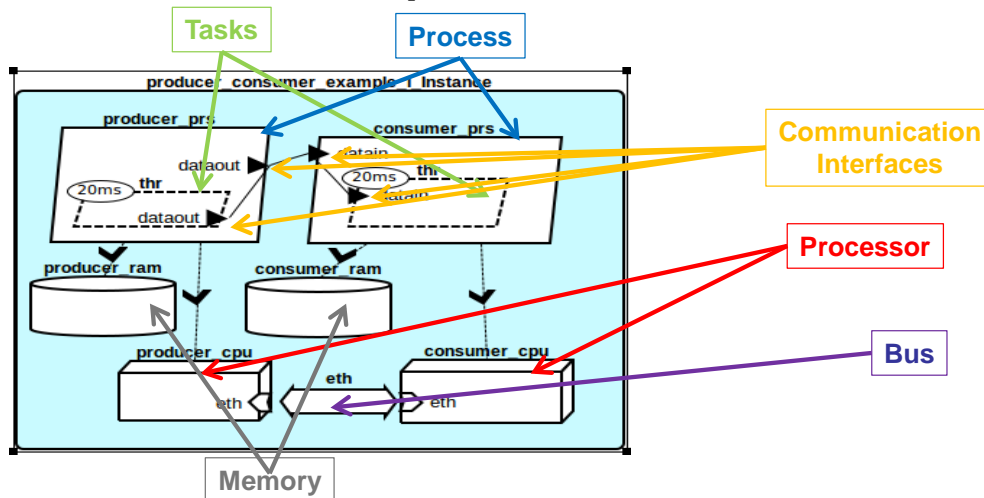 Tasks
Process
producer_consumer_example_i_Instance
producer_prs
consumer_prs
Communication
Interfaces
dataout
datain
20ms
thr
20ms
thr
datain
dataout
producer_ram
consumer_ram
Processor
producer_cpu
consumer_cpu
eth
Bus
eth
eth
Memory